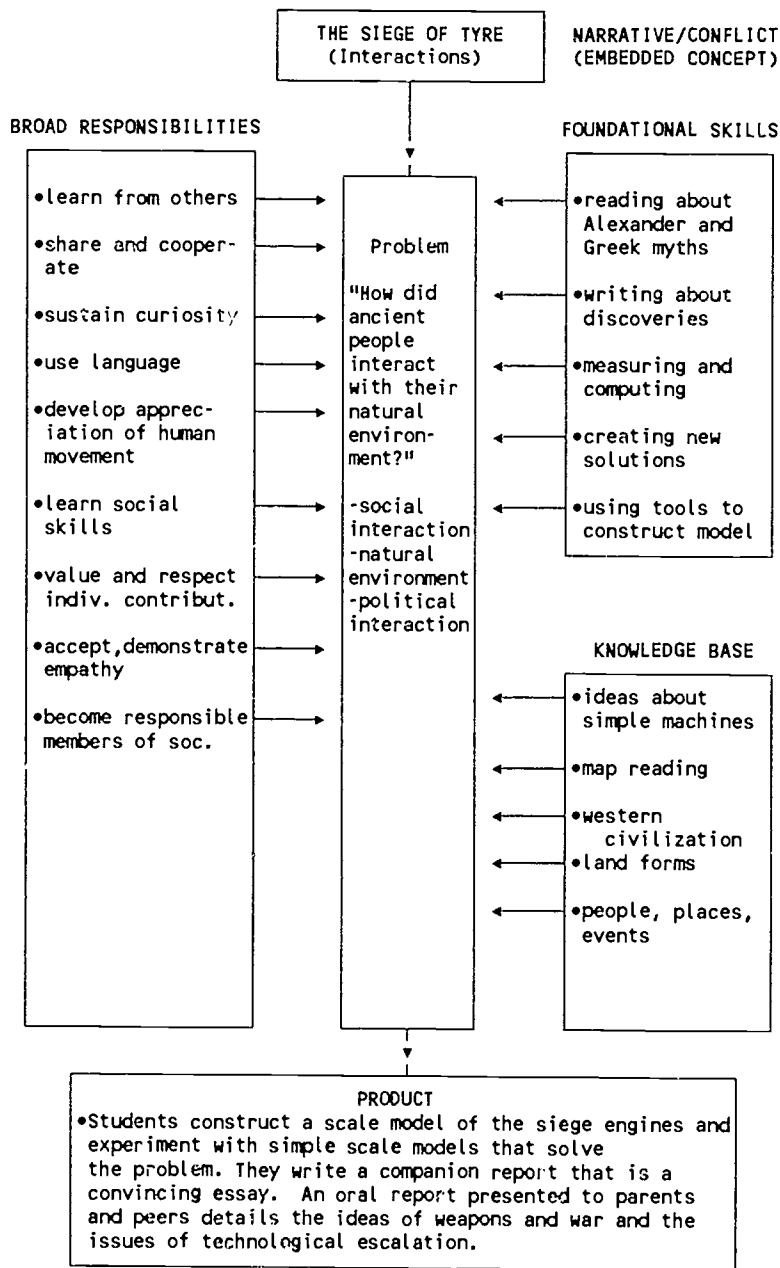 THE SIEGE OF TYRE
(Interactions)
NARRATIVE/CONFLICT
(EMBEDDED CONCEPT)
BROAD RESPONSIBILITIES
•learn from others
•share and cooper-
ate
•sustain curiosity
•use language
•develop apprec-
iation of human
movement
•learn social
skills
•value and respect
indiv. contribut.
•accept,demonstrate
empathy
•become responsible
members of soc.
Problem
"How did
ancient
people
interact
with their
natural
environ-
ment?"
-social
interaction
-natural
environment
-political
interaction
FOUNDATIONAL SKILLS
•reading about
Alexander and
Greek myths
•writing about
discoveries
•measuring and
computing
•creating new
solutions
•using tools to
construct model
KNOWLEDGE BASE
•ideas about
simple machines
•map reading
•western
civilization
•land forms
•people, places,
events
PRODUCT
•Students construct a scale model of the siege engines and
experiment with simple scale models that solve
the problem. They write a companion report that is a
convincing essay. An oral report presented to parents
and peers details the ideas of weapons and war and the
issues of technological escalation.